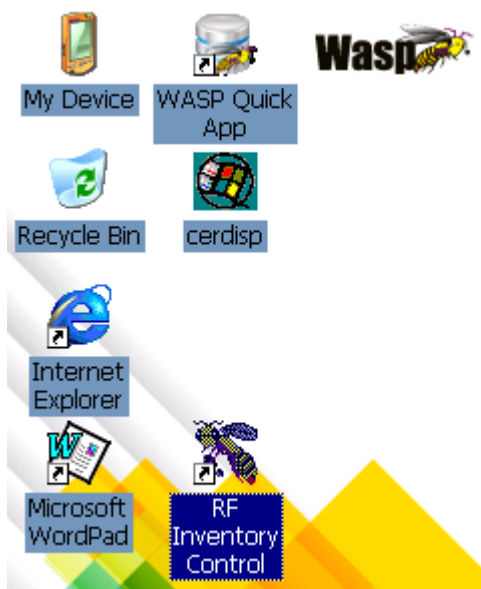 Wasp
My Device
WASP Quick
App
Recycle Bin
cerdisp
Internet
Explorer
Microsoft
WordPad
RF
Inventory
Control